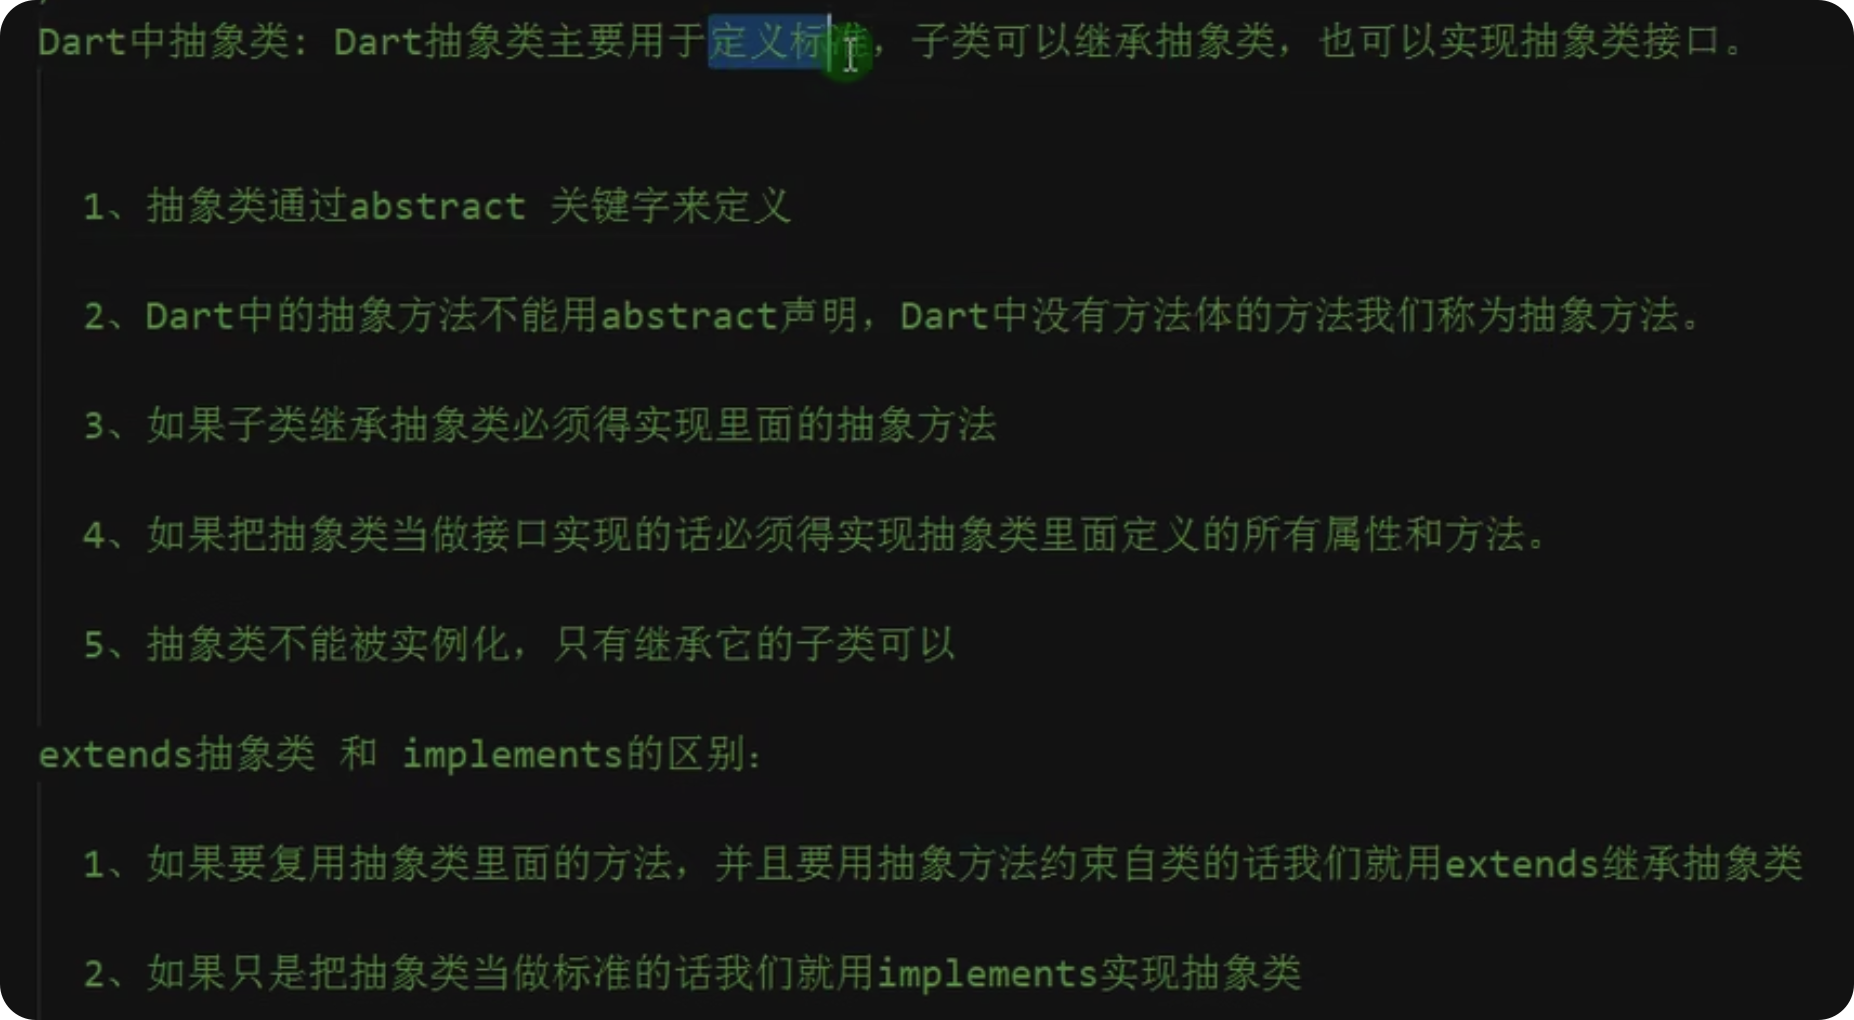 Dart中抽象类: Dart抽象类主要用于定义标准，子类可以继承抽象类，也可以实现抽象类接口。
1、抽象类通过abstract 关键字来定义
2、Dart中的抽象方法不能用abstract声明，Dart中没有方法体的方法我们称为抽象方法。
3、如果子类继承抽象类必须得实现里面的抽象方法
4、如果把抽象类当做接口实现的话必须得实现抽象类里面定义的所有属性和方法。
5、抽象类不能被实例化，只有继承它的子类可以
extends抽象类 和 implements的区别：
1、如果要复用抽象类里面的方法，并且要用抽象方法约束自类的话我们就用extends继承抽象类
2、如果只是把抽象类当做标准的话我们就用implements实现抽象类